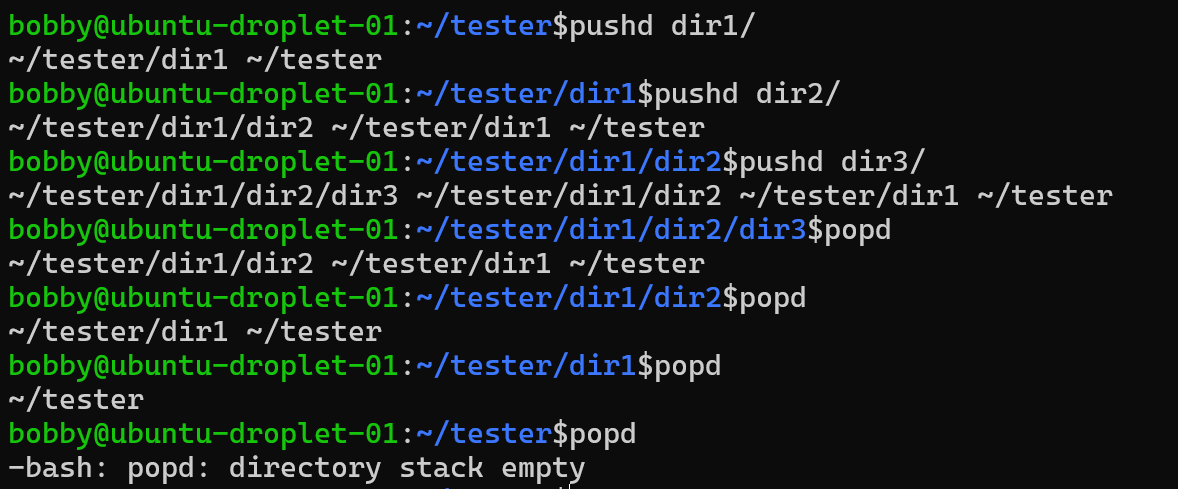 bobby@ubuntu-droplet-01:~/tester$pushd dir1/
~/tester/dir1 ~/tester
bobby@ubuntu-droplet-01:~/tester/dir1$pushd dir2/
~/tester/dir1/dir2 ~/tester/dir1 ~/tester
bobby@ubuntu-droplet-01:~/tester/dir1/dir2$pushd dir3/
~/tester/dir1/dir2/dir3 ~/tester/dir1/dir2 ~/tester/dir1 ~/tester
bobby@ubuntu-droplet-01:~/tester/dir1/dir2/dir3$popd
~/tester/dir1/dir2 ~/tester/dir1 ~/tester
bobby@ubuntu-droplet-01:~/tester/dir1/dir2$popd
~/tester/dir1 ~/tester
bobby@ubuntu-droplet-01:~/tester/dir1$popd
~/tester
bobby@ubuntu-droplet-01:~/tester$popd
-bash: popd: directory stack empty